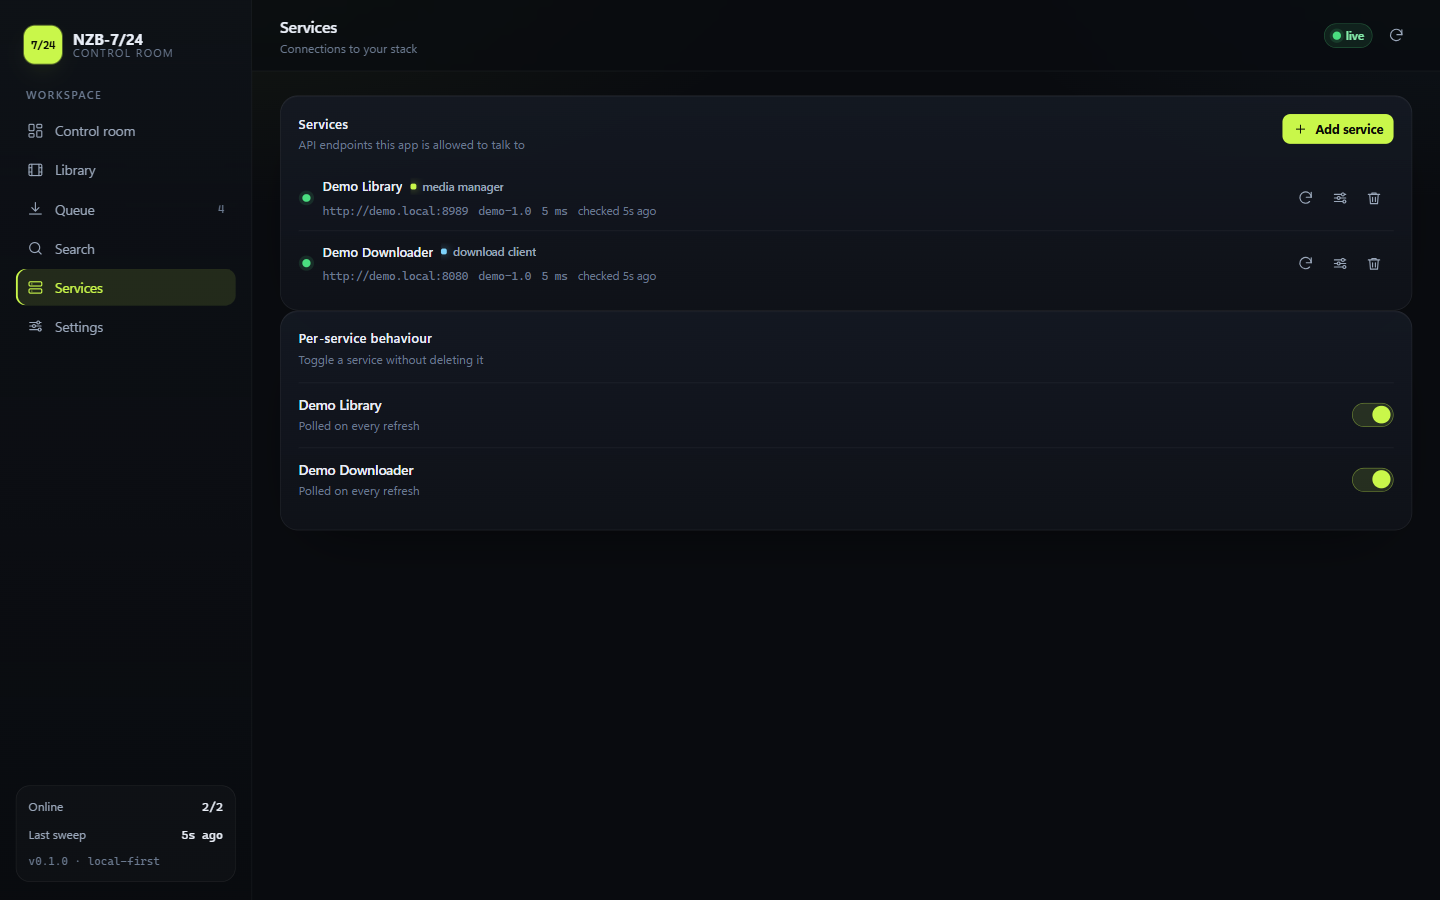 7/24
NZB-7/24
CONTROL ROOM
WORKSPACE
Control room
Library
Queue 4
Search
Services
Settings
Online 2/2
Last sweep 5s ago
v0.1.0 · local-first
Services
Connections to your stack
live
Services
API endpoints this app is allowed to talk to
+ Add service
Demo Library media manager
http://demo.local:8989 demo-1.0 5 ms checked 5s ago
Demo Downloader download client
http://demo.local:8080 demo-1.0 5 ms checked 5s ago
Per-service behaviour
Toggle a service without deleting it
Demo Library
Polled on every refresh
Demo Downloader
Polled on every refresh